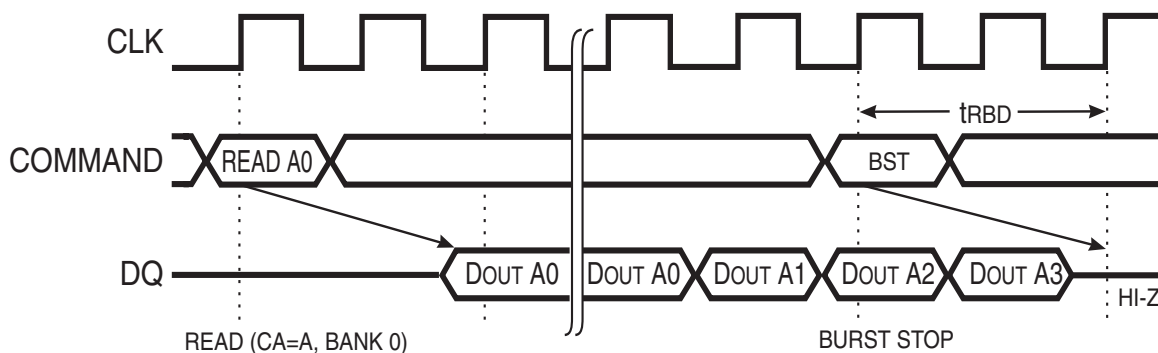 CLK
tRBD
COMMAND READ A0 BST
DQ DOUT A0 DOUT A0 DOUT A1 DOUT A2 DOUT A3
HI-Z
READ (CA=A, BANK 0) BURST STOP